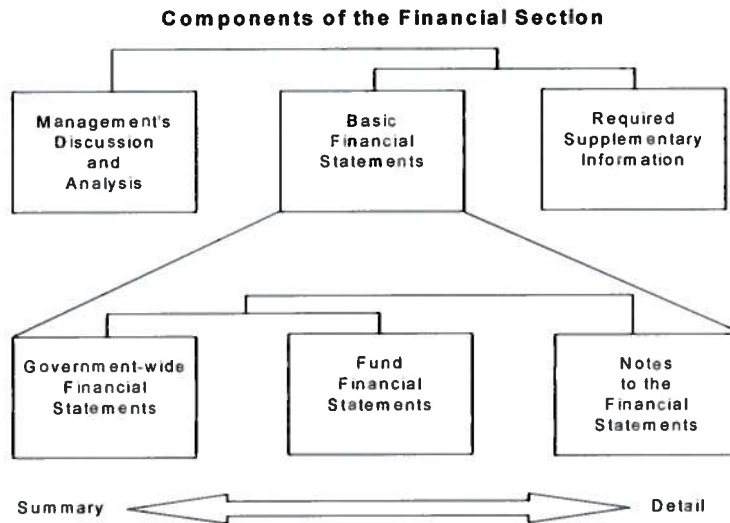 Components of the Financial Section
Management's
Discussion
and
Analysis
Basic
Financial
Statements
Required
Supplementary
Information
Government-wide
Financial
Statements
Fund
Financial
Statements
Notes
to the
Financial
Statements
Summary
Detail